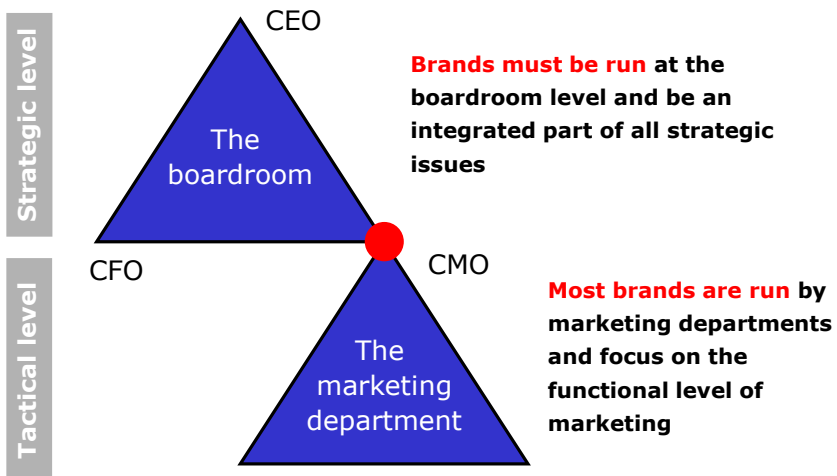 Strategic level
CEO
The
boardroom
Brands must be run at the
boardroom level and be an
integrated part of all strategic
issues
CFO
CMO
Tactical level
The
marketing
department
Most brands are run by
marketing departments
and focus on the
functional level of
marketing